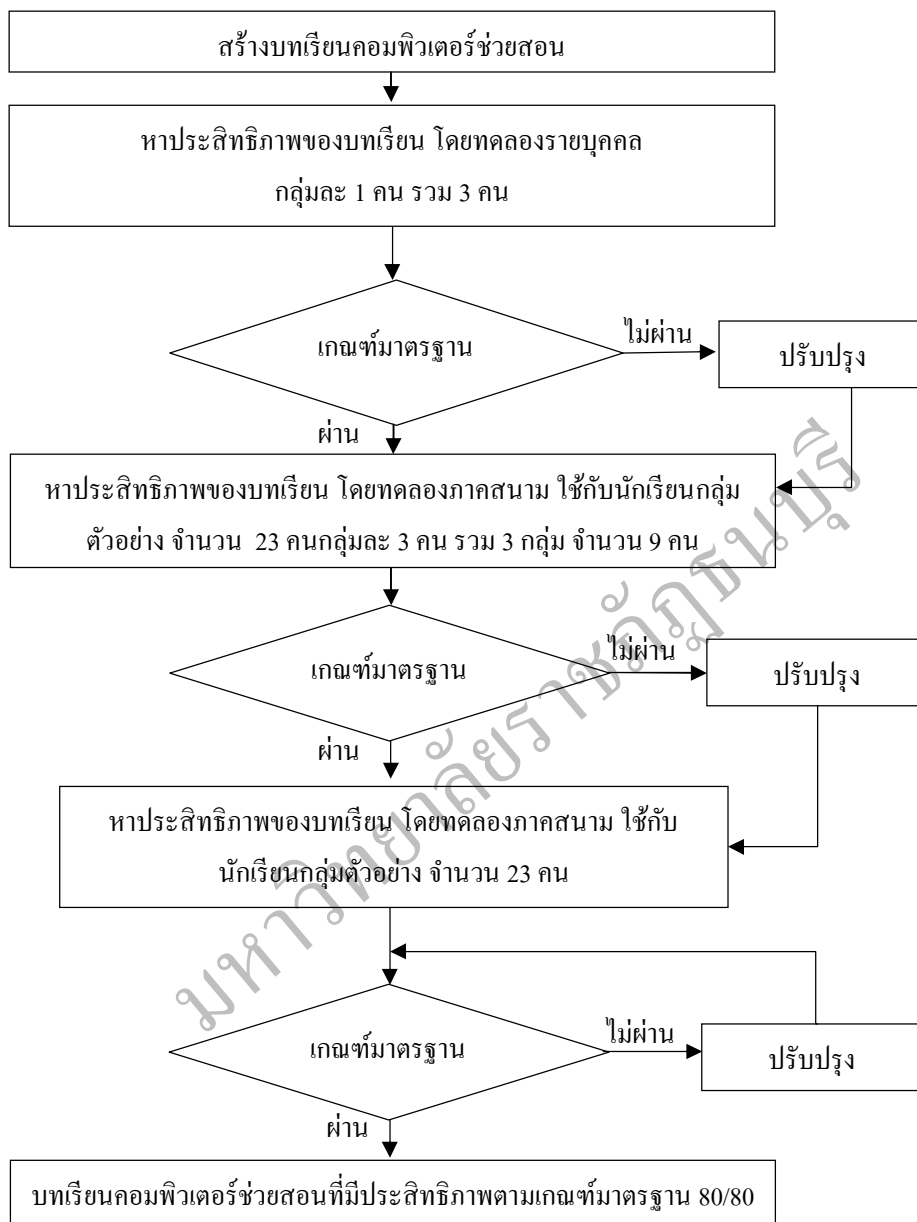 สร้างบทเรียนคอมพิวเตอร์ช่วยสอน
หาประสิทธิภาพของบทเรียน โดยทดลองรายบุคคล
กลุ่มละ 1 คน รวม 3 คน
เกณฑ์มาตรฐาน
ไม่ผ่าน
ปรับปรุง
ผ่าน
หาประสิทธิภาพของบทเรียน โดยทดลองภาคสนาม ใช้กับนักเรียนกลุ่ม
ตัวอย่าง จำนวน 23 คนกลุ่มละ 3 คน รวม 3 กลุ่ม จำนวน 9 คน
เกณฑ์มาตรฐาน
ไม่ผ่าน
ปรับปรุง
ผ่าน
หาประสิทธิภาพของบทเรียน โดยทดลองภาคสนาม ใช้กับ
นักเรียนกลุ่มตัวอย่าง จำนวน 23 คน
เกณฑ์มาตรฐาน
ไม่ผ่าน
ปรับปรุง
ผ่าน
บทเรียนคอมพิวเตอร์ช่วยสอนที่มีประสิทธิภาพตามเกณฑ์มาตรฐาน 80/80
มหาวิทยาลัยราชภัฏธนบุรี